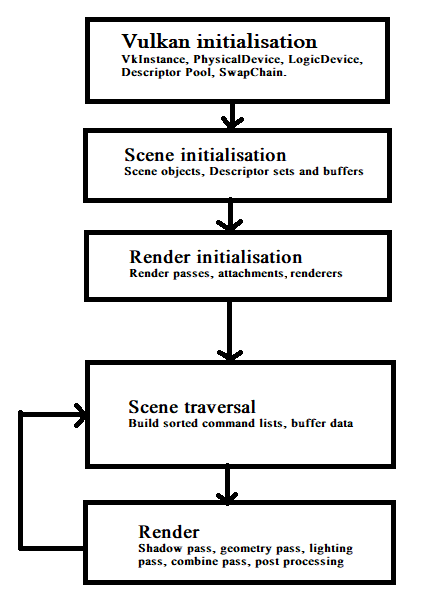 Vulkan initialisation
VkInstance, PhysicalDevice, LogicDevice,
Descriptor Pool, SwapChain.
Scene initialisation
Scene objects, Descriptor sets and buffers
Render initialisation
Render passes, attachments, renderers
Scene traversal
Build sorted command lists, buffer data
Render
Shadow pass, geometry pass, lighting
pass, combine pass, post processing